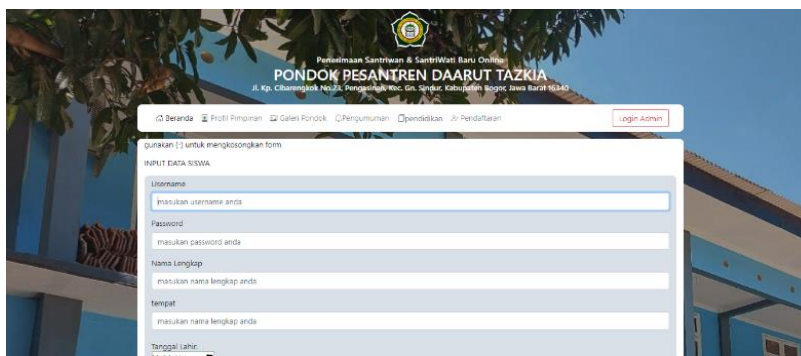 Penerimaan Santriwan & SantriWati Baru Online
PONDOK PESANTREN DAARUT TAZKIA
Jl. Kp. Cibarengkok No.23, Pengasinan, Kec. Gn. Sindur, Kabupaten Bogor, Jawa Barat 16340
Beranda Profil Pimpinan Galeri Pondok Pengumuman pendidikan Pendaftaran Login Admin
gunakan (-) untuk mengkosongkan form
INPUT DATA SISWA
Username
masukan username anda
Password
masukan password anda
Nama Lengkap
masukan nama lengkap anda
tempat
masukan nama lengkap anda
Tanggal Lahir: